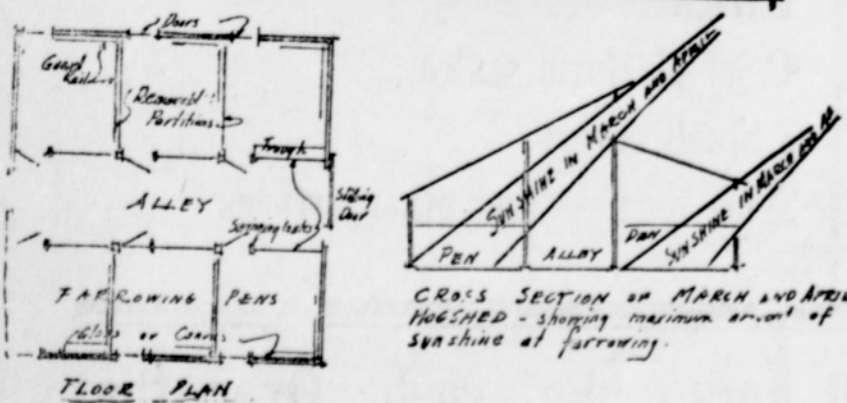 Doors
Guard
Rail
Removable
Partitions
Trough
ALLEY
Sliding
Door
Swinging
FARROWING PENS
Glass or Canvas
FLOOR PLAN
SUNSHINE IN MARCH AND APRIL
SUNSHINE IN MARCH AND AP
PEN
ALLEY
PEN
CROSS SECTION OF MARCH AND APRIL
HOGSHED - showing maximum amount of
sunshine at farrowing.